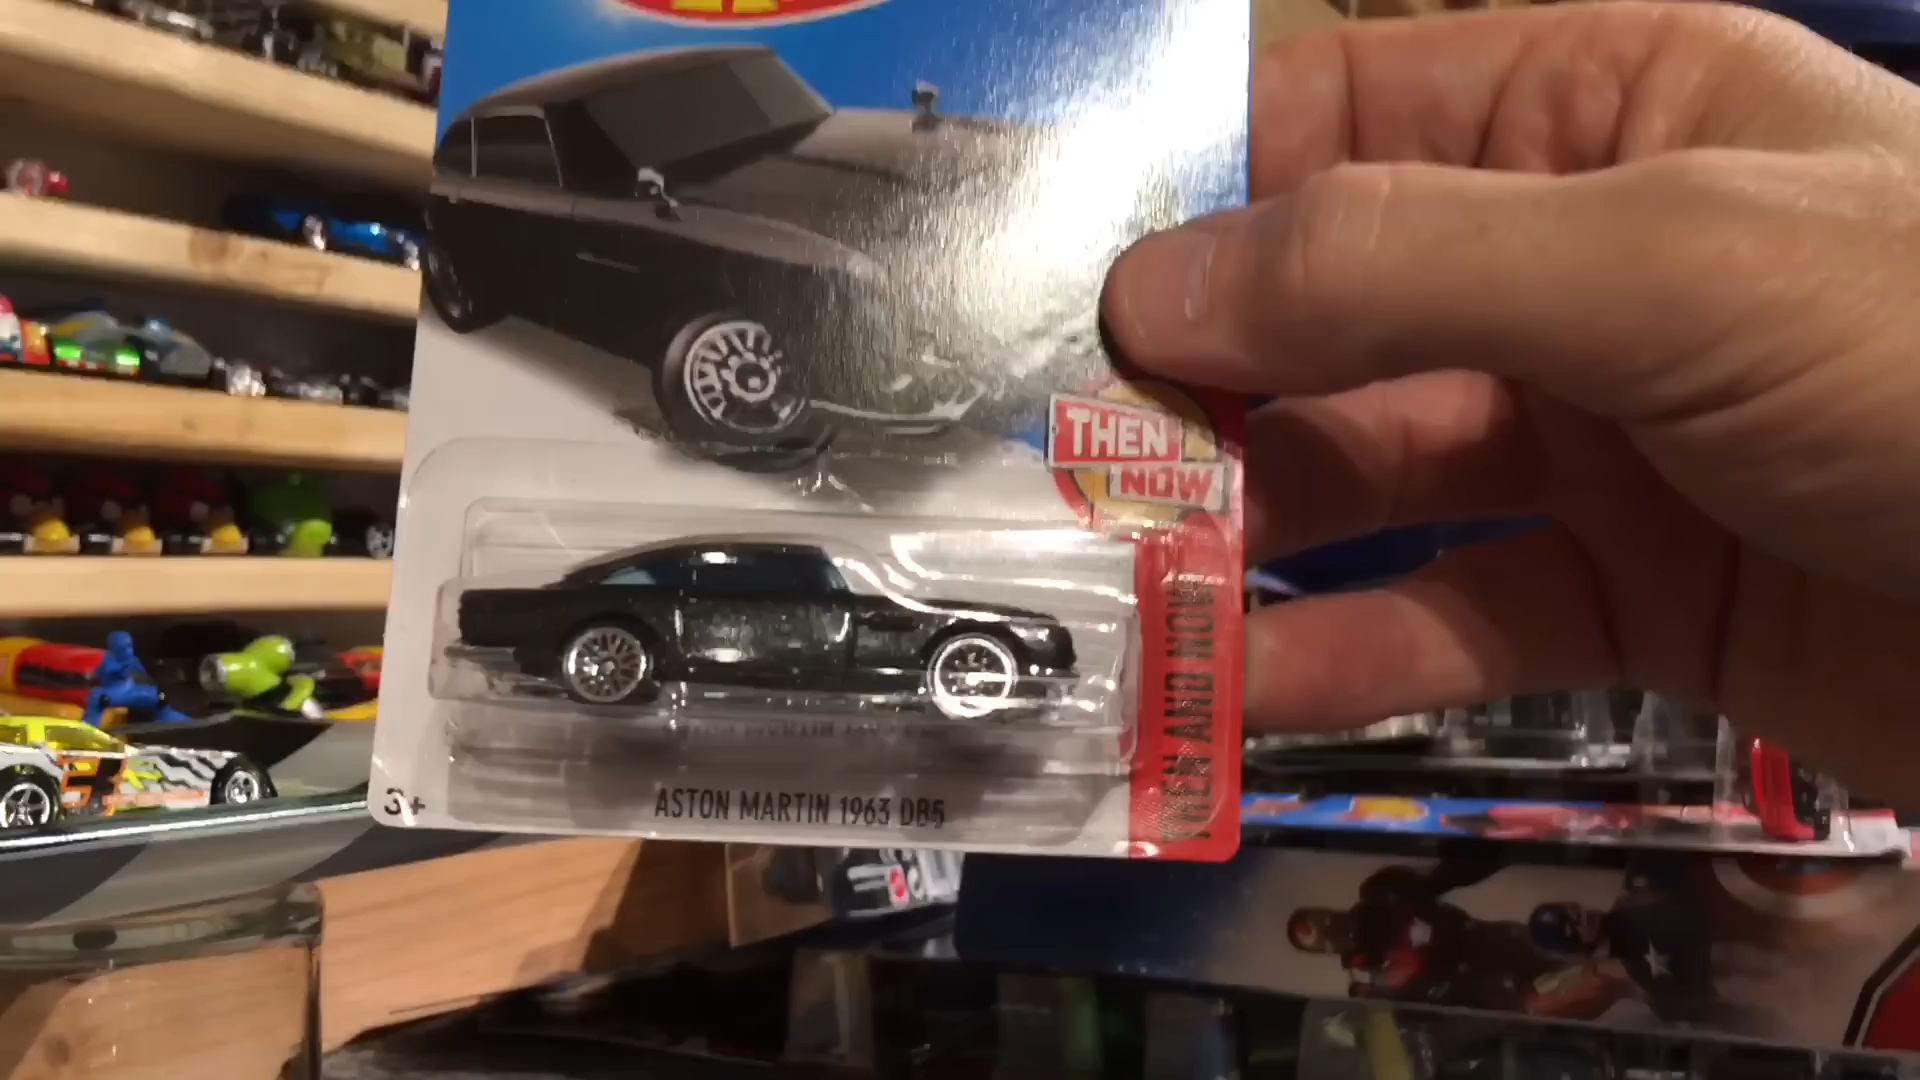 THEN
NOW
THEN AND NOW
3+
ASTON MARTIN 1963 DB5